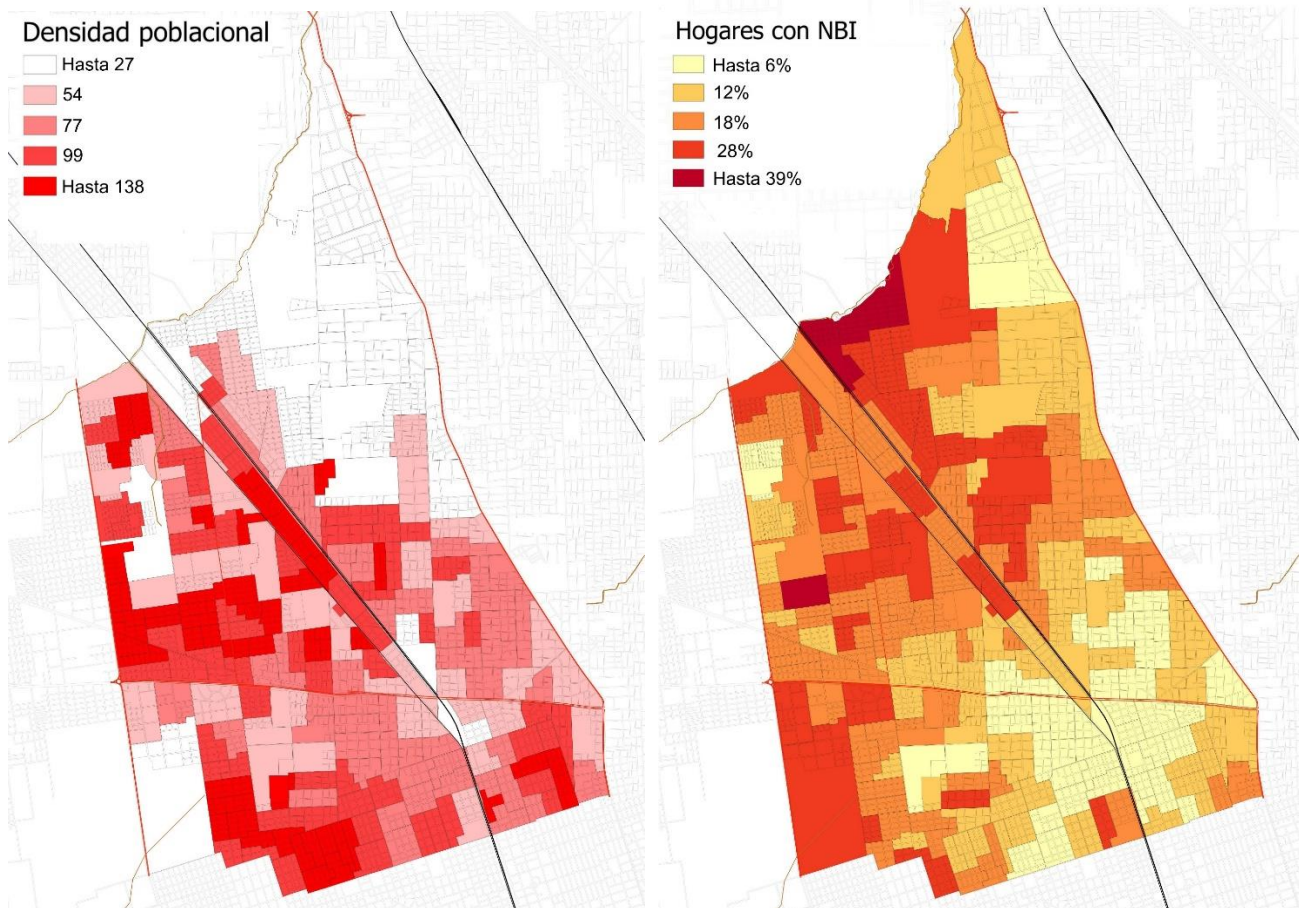 Densidad poblacional
Hasta 27
54
77
99
Hasta 138
Hogares con NBI
Hasta 6%
12%
18%
28%
Hasta 39%